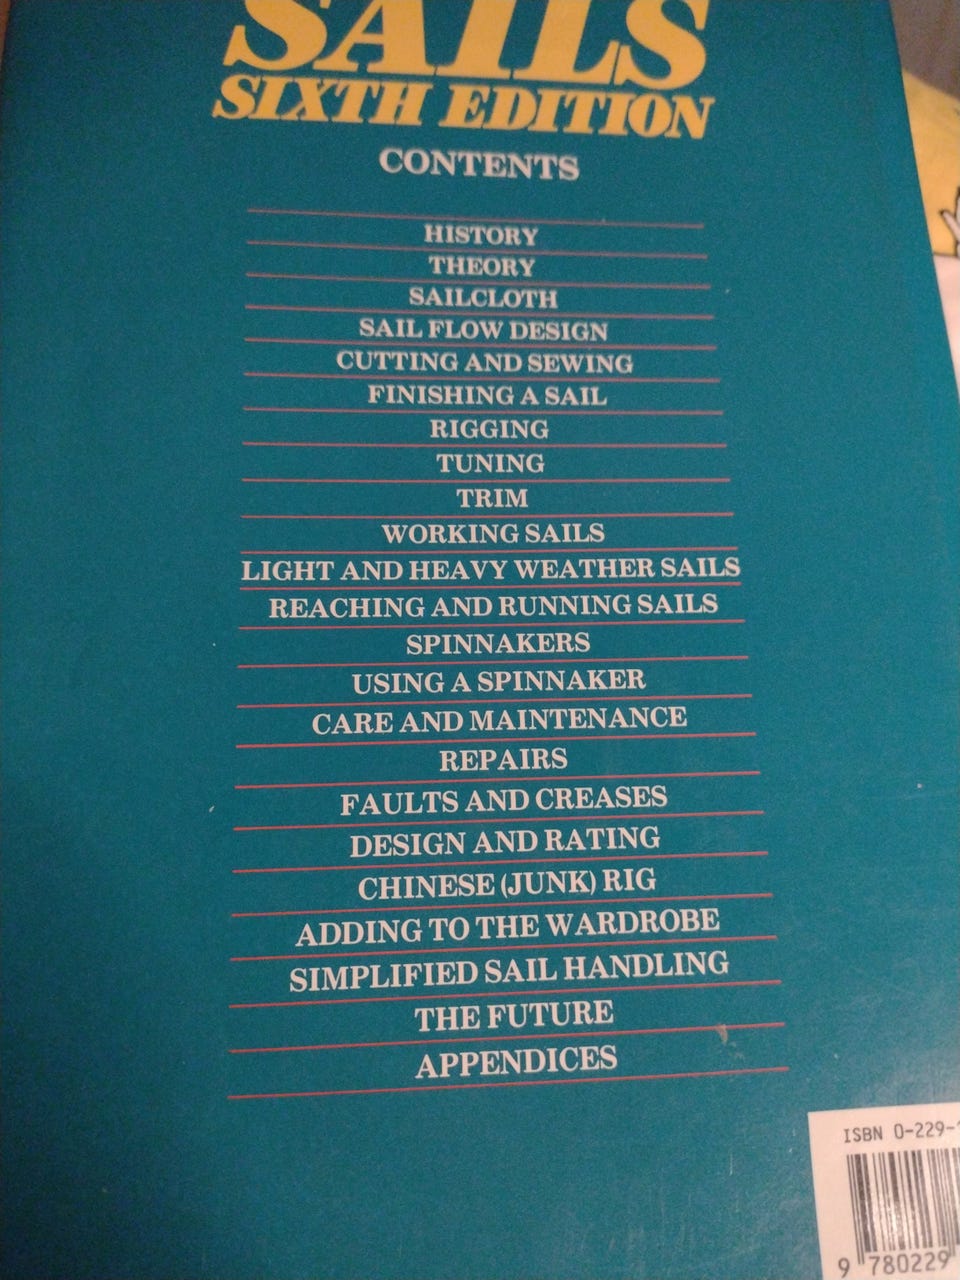 SAILS
SIXTH EDITION
CONTENTS
HISTORY
THEORY
SAILCLOTH
SAIL FLOW DESIGN
CUTTING AND SEWING
FINISHING A SAIL
RIGGING
TUNING
TRIM
WORKING SAILS
LIGHT AND HEAVY WEATHER SAILS
REACHING AND RUNNING SAILS
SPINNAKERS
USING A SPINNAKER
CARE AND MAINTENANCE
REPAIRS
FAULTS AND CREASES
DESIGN AND RATING
CHINESE (JUNK) RIG
ADDING TO THE WARDROBE
SIMPLIFIED SAIL HANDLING
THE FUTURE
APPENDICES
ISBN 0-229-
9 780229